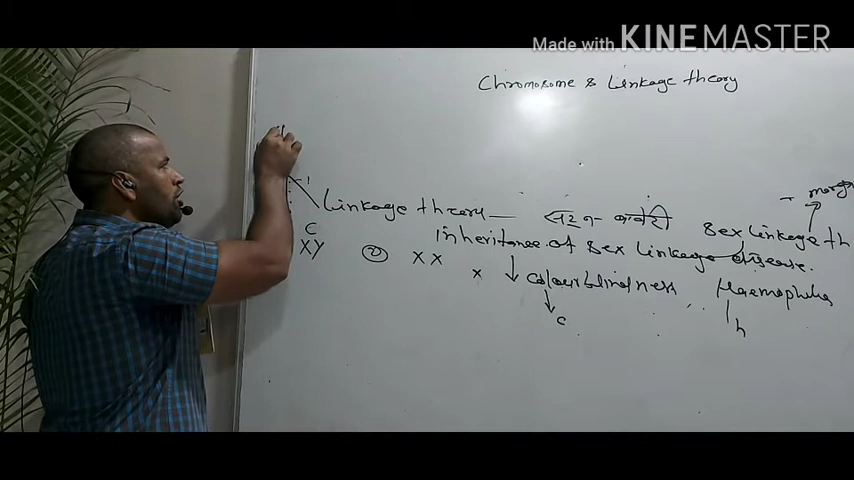 Made with KINEMASTER
Chromosome & Linkage theory
Linkage theory —
Sex linkage th
inheritance of sex linkage disease.
C
XY
XX
x
colourblindness
Haemophilia
c
h